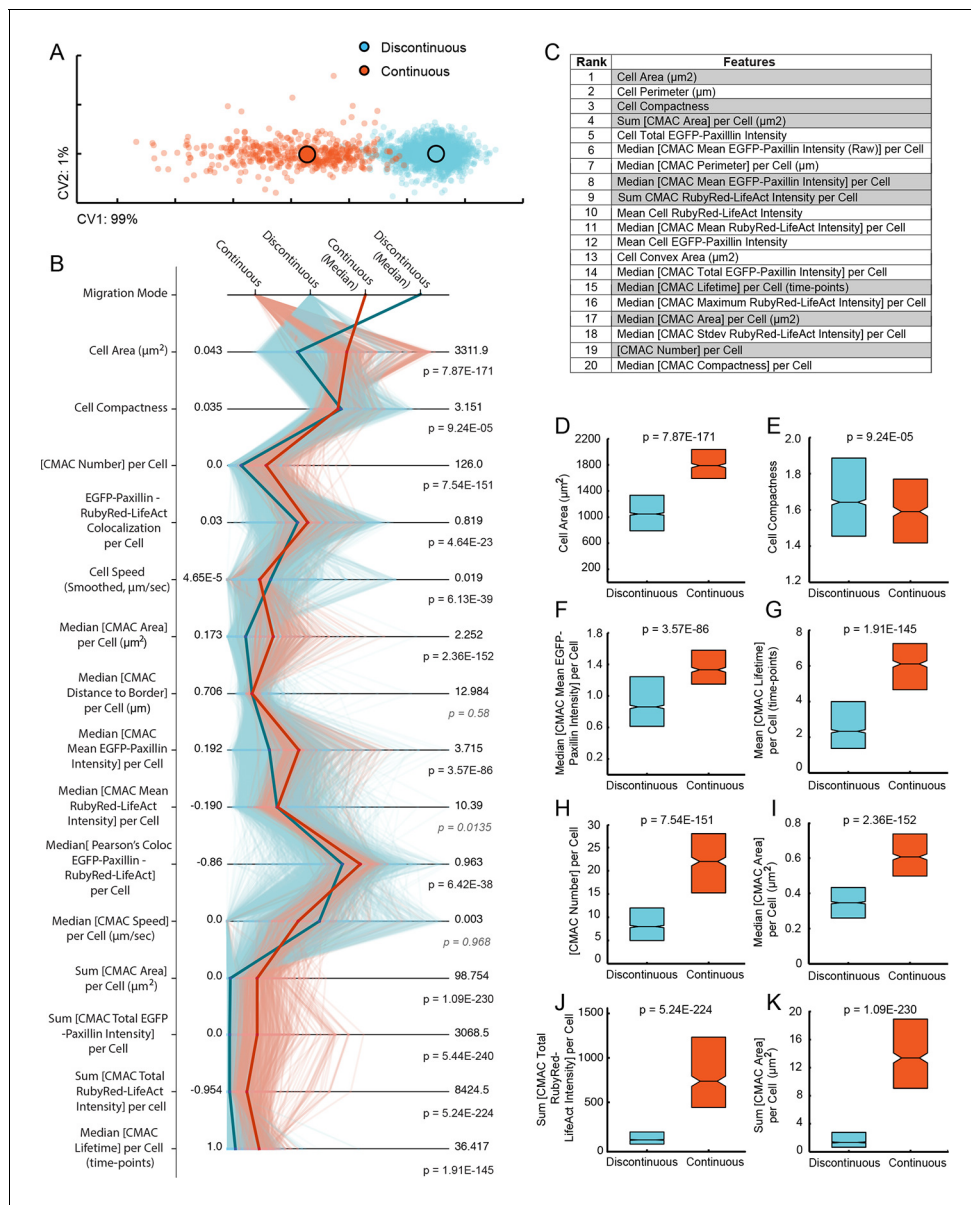 A
Discontinuous
Continuous
CV2: 1%
CV1: 99%
B
Continuous
Discontinuous
Continuous
(Median)
Discontinuous
(Median)
Migration Mode
Cell Area (µm²)
0.043
3311.9
p = 7.87E-171
Cell Compactness
0.035
3.151
p = 9.24E-05
[CMAC Number] per Cell
0.0
126.0
p = 7.54E-151
EGFP-Paxillin -
RubyRed-LifeAct
Colocalization
per Cell
0.03
0.819
p = 4.64E-23
Cell Speed
(Smoothed, µm/sec)
4.65E-5
0.019
p = 6.13E-39
Median [CMAC Area]
per Cell (µm²)
0.173
2.252
p = 2.36E-152
Median [CMAC
Distance to Border]
per Cell (µm)
0.706
12.984
p = 0.58
Median [CMAC
Mean EGFP-Paxillin
Intensity] per Cell
0.192
3.715
p = 3.57E-86
Median [CMAC Mean
RubyRed-LifeAct
Intensity] per Cell
-0.190
10.39
p = 0.0135
Median[ Pearson's Coloc
EGFP-Paxillin -
RubyRed-LifeAct]
per Cell
-0.86
0.963
p = 6.42E-38
Median [CMAC Speed]
per Cell (µm/sec)
0.0
0.003
p = 0.968
Sum [CMAC Area]
per Cell (µm²)
0.0
98.754
p = 1.09E-230
Sum [CMAC Total EGFP
-Paxillin Intensity]
per Cell
0.0
3068.5
p = 5.44E-240
Sum [CMAC Total
RubyRed-LifeAct
Intensity] per cell
-0.954
8424.5
p = 5.24E-224
Median [CMAC
Lifetime] per Cell
(time-points)
1.0
36.417
p = 1.91E-145
C
Rank Features
1 Cell Area (µm2)
2 Cell Perimeter (µm)
3 Cell Compactness
4 Sum [CMAC Area] per Cell (µm2)
5 Cell Total EGFP-Paxilllin Intensity
6 Median [CMAC Mean EGFP-Paxillin Intensity (Raw)] per Cell
7 Median [CMAC Perimeter] per Cell (µm)
8 Median [CMAC Mean EGFP-Paxillin Intensity] per Cell
9 Sum CMAC RubyRed-LifeAct Intensity per Cell
10 Mean Cell RubyRed-LifeAct Intensity
11 Median [CMAC Mean RubyRed-LifeAct Intensity] per Cell
12 Mean Cell EGFP-Paxillin Intensity
13 Cell Convex Area (µm2)
14 Median [CMAC Total EGFP-Paxillin Intensity] per Cell
15 Median [CMAC Lifetime] per Cell (time-points)
16 Median [CMAC Maximum RubyRed-LifeAct Intensity] per Cell
17 Median [CMAC Area] per Cell (µm2)
18 Median [CMAC Stdev RubyRed-LifeAct Intensity] per Cell
19 [CMAC Number] per Cell
20 Median [CMAC Compactness] per Cell
D
p = 7.87E-171
Cell Area (µm²)
2200
1800
1400
1000
600
200
Discontinuous Continuous
E
p = 9.24E-05
Cell Compactness
2.0
1.8
1.6
1.4
1.2
Discontinuous Continuous
F
p = 3.57E-86
Median [CMAC Mean EGFP-
Paxillin Intensity] per Cell
1.8
1.4
1.0
0.6
0.2
Discontinuous Continuous
G
p = 1.91E-145
Mean [CMAC Lifetime]
per Cell (time-points)
8
6
4
2
0
Discontinuous Continuous
H
p = 7.54E-151
[CMAC Number] per Cell
30
25
20
15
10
5
0
Discontinuous Continuous
I
p = 2.36E-152
Median [CMAC Area]
per Cell (µm²)
0.8
0.6
0.4
0.2
0
Discontinuous Continuous
J
p = 5.24E-224
Sum [CMAC Total
RubyRed-
LifeAct Intensity] per Cell
1500
1000
500
0
Discontinuous Continuous
K
p = 1.09E-230
Sum [CMAC Area]
per Cell (µm²)
20
16
12
8
4
0
Discontinuous Continuous